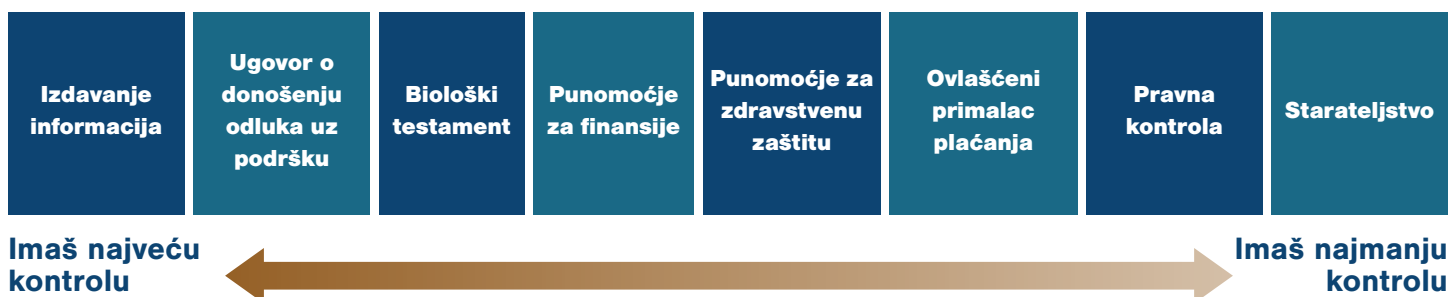 Izdavanje
informacija
Ugovor o
donošenju
odluka uz
podršku
Biološki
testament
Punomoćje
za finansije
Punomoćje za
zdravstvenu
zaštitu
Ovlašćeni
primalac
plaćanja
Pravna
kontrola
Starateljstvo
Imaš najveću
kontrolu
Imaš najmanju
kontrolu